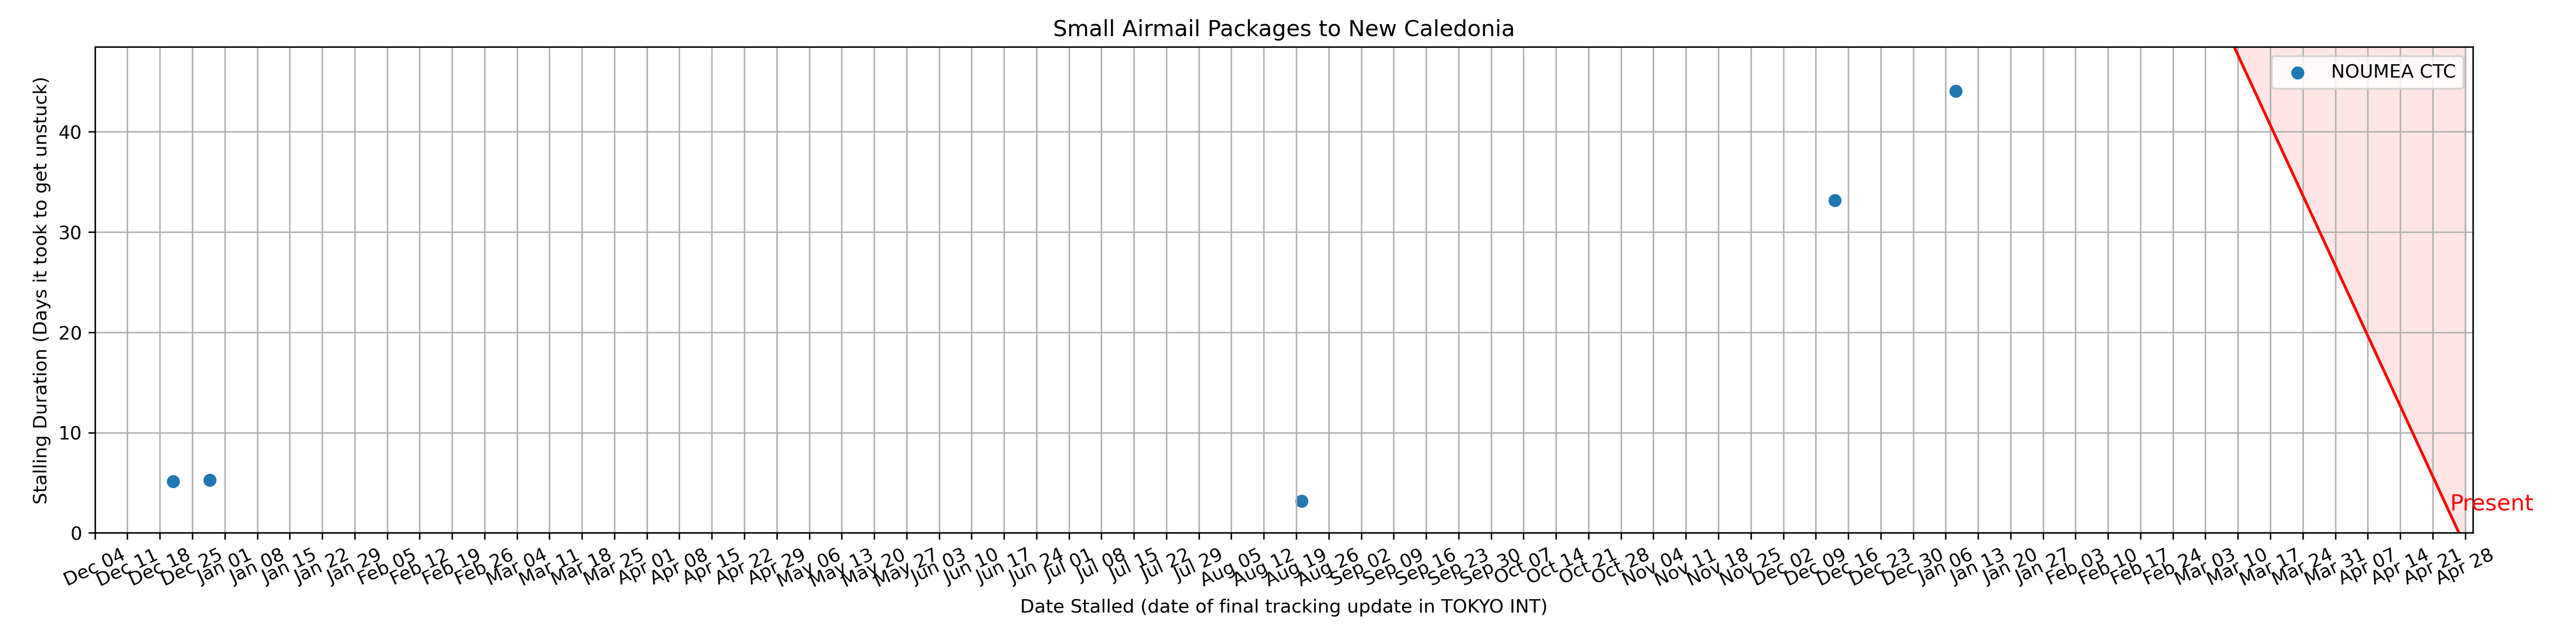 Small Airmail Packages to New Caledonia
NOUMEA CTC
Stalling Duration (Days it took to get unstuck)
40
30
20
10
0
Present
Dec 04
Dec 11
Dec 18
Dec 25
Jan 01
Jan 08
Jan 15
Jan 22
Jan 29
Feb 05
Feb 12
Feb 19
Feb 26
Mar 04
Mar 11
Mar 18
Mar 25
Apr 01
Apr 08
Apr 15
Apr 22
Apr 29
May 06
May 13
May 20
May 27
Jun 03
Jun 10
Jun 17
Jun 24
Jul 01
Jul 08
Jul 15
Jul 22
Jul 29
Aug 05
Aug 12
Aug 19
Aug 26
Sep 02
Sep 09
Sep 16
Sep 23
Sep 30
Oct 07
Oct 14
Oct 21
Oct 28
Nov 04
Nov 11
Nov 18
Nov 25
Dec 02
Dec 09
Dec 16
Dec 23
Dec 30
Jan 06
Jan 13
Jan 20
Jan 27
Feb 03
Feb 10
Feb 17
Feb 24
Mar 03
Mar 10
Mar 17
Mar 24
Mar 31
Apr 07
Apr 14
Apr 21
Apr 28
Date Stalled (date of final tracking update in TOKYO INT)